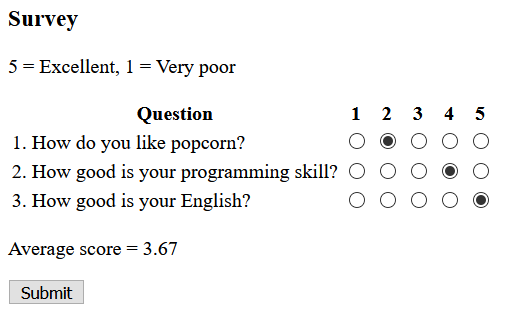 Survey
5 = Excellent, 1 = Very poor
Question 1 2 3 4 5
1. How do you like popcorn?
2. How good is your programming skill?
3. How good is your English?
Average score = 3.67
Submit